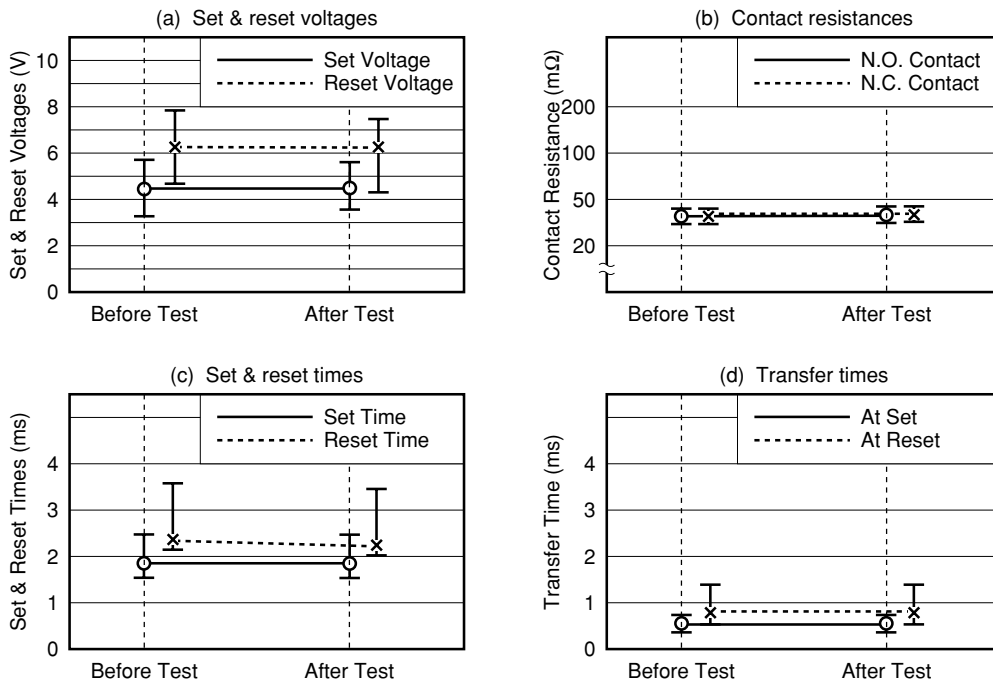 (a) Set & reset voltages
Set & Reset Voltages (V)
10
8
6
4
2
0
Set Voltage
Reset Voltage
Before Test
After Test
(b) Contact resistances
Contact Resistance (mΩ)
200
100
50
20
N.O. Contact
N.C. Contact
Before Test
After Test
(c) Set & reset times
Set & Reset Times (ms)
4
3
2
1
0
Set Time
Reset Time
Before Test
After Test
(d) Transfer times
Transfer Time (ms)
4
3
2
1
0
At Set
At Reset
Before Test
After Test